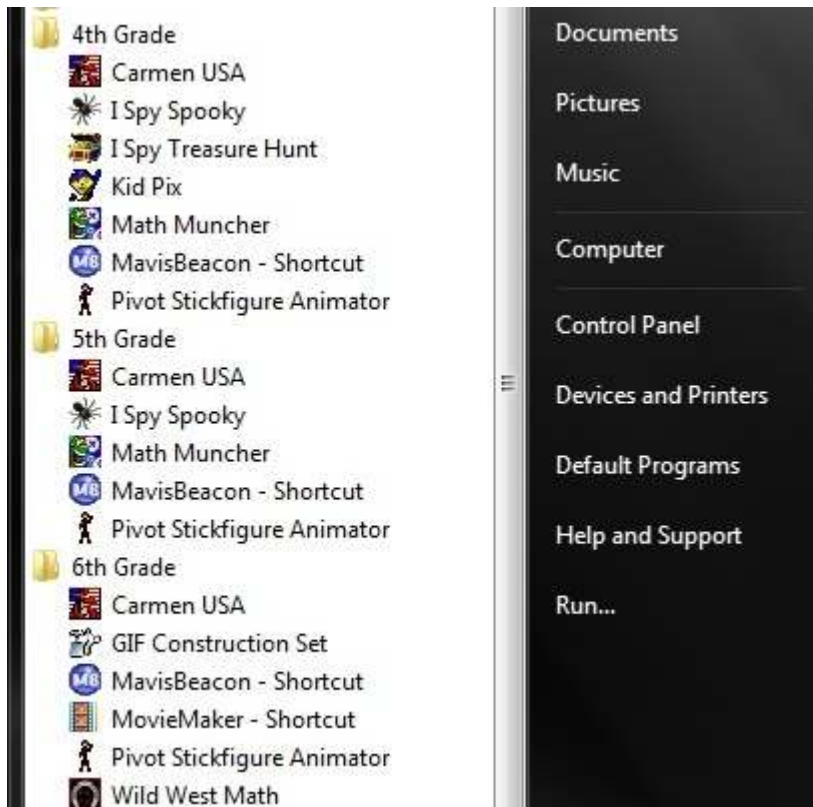 4th Grade
Carmen USA
I Spy Spooky
I Spy Treasure Hunt
Kid Pix
Math Muncher
MavisBeacon - Shortcut
Pivot Stickfigure Animator
5th Grade
Carmen USA
I Spy Spooky
Math Muncher
MavisBeacon - Shortcut
Pivot Stickfigure Animator
6th Grade
Carmen USA
GIF Construction Set
MavisBeacon - Shortcut
MovieMaker - Shortcut
Pivot Stickfigure Animator
Wild West Math
Documents
Pictures
Music
Computer
Control Panel
Devices and Printers
Default Programs
Help and Support
Run...